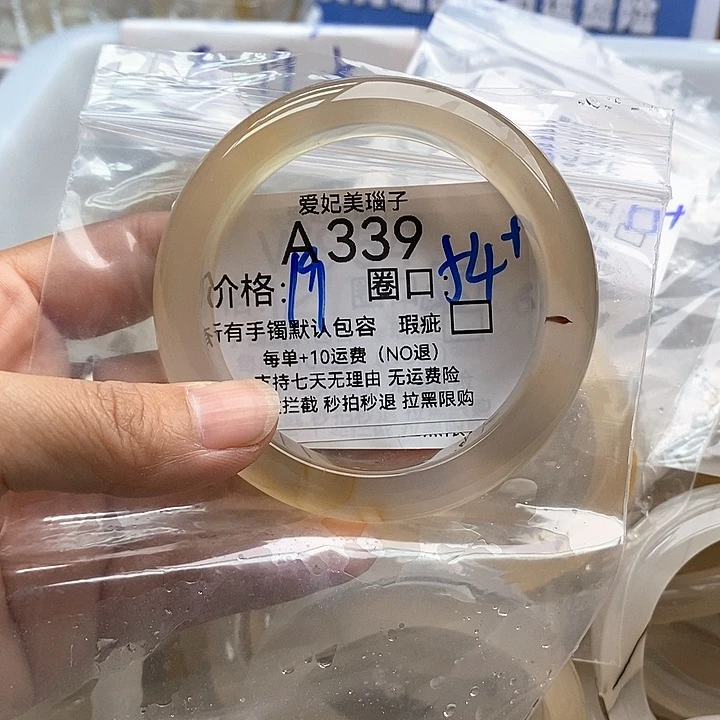 爱妃美瑙子
A339
价格：19 圈口：54+
所有手镯默认包容 瑕疵
每单+10运费（NO退）
支持七天无理由 无运费险
拦截 秒拍秒退 拉黑限购